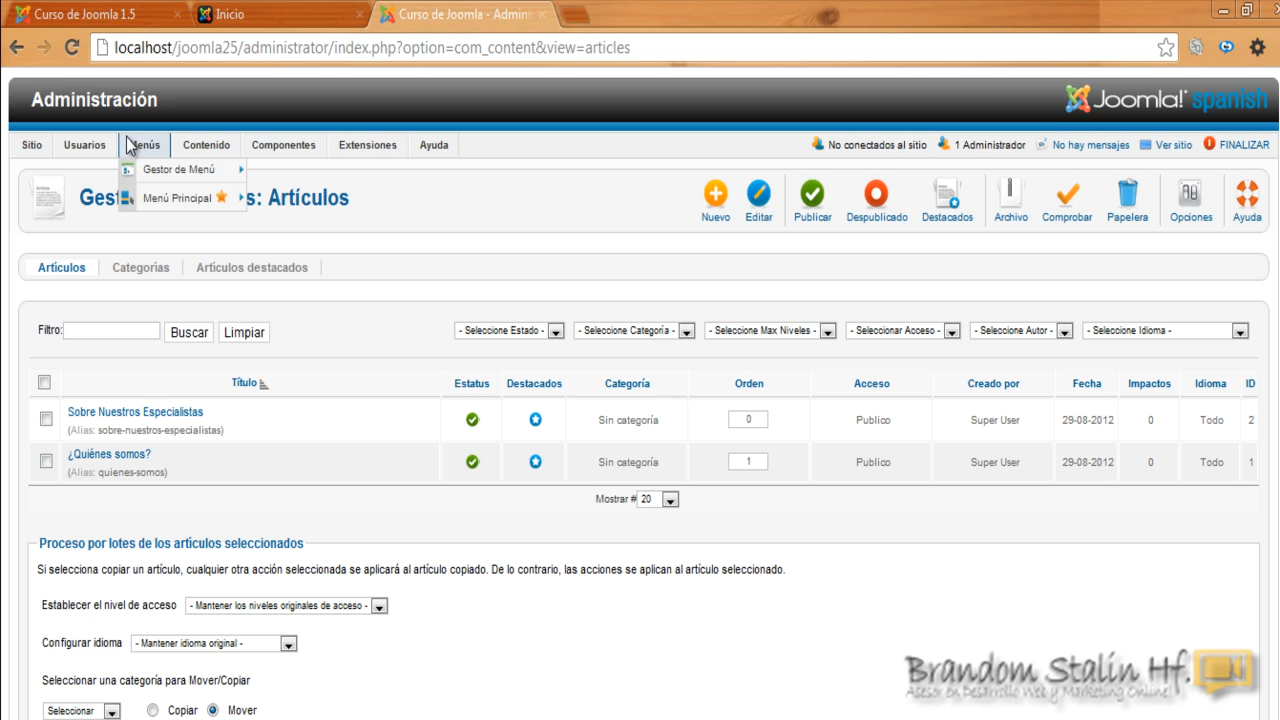 Curso de Joomla 1.5
Inicio
Curso de Joomla - Admini
localhost/joomla25/administrator/index.php?option=com_content&view=articles
Administración
Joomla! spanish
Sitio Usuarios enús Contenido Componentes Extensiones Ayuda
No conectados al sitio 1 Administrador No hay mensajes Ver sitio FINALIZAR
Gestor de Menú
Menú Principal
Gest s: Artículos
Nuevo Editar Publicar Despublicado Destacados Archivo Comprobar Papelera Opciones Ayuda
Artículos Categorías Artículos destacados
Filtro: Buscar Limpiar - Seleccione Estado - - Seleccione Categoría - - Seleccione Max Niveles - - Seleccionar Acceso - - Seleccione Autor - - Seleccione Idioma -
Título Estatus Destacados Categoría Orden Acceso Creado por Fecha Impactos Idioma ID
Sobre Nuestros Especialistas
(Alias: sobre-nuestros-especialistas)
Sin categoría 0 Publico Super User 29-08-2012 0 Todo 2
¿Quiénes somos?
(Alias: quienes-somos)
Sin categoría 1 Publico Super User 29-08-2012 0 Todo 1
Mostrar # 20
Proceso por lotes de los artículos seleccionados
Si selecciona copiar un artículo, cualquier otra acción seleccionada se aplicará al artículo copiado. De lo contrario, las acciones se aplican al artículo seleccionado.
Establecer el nivel de acceso - Mantener los niveles originales de acceso -
Configurar idioma - Mantener idioma original -
Seleccionar una categoría para Mover/Copiar
Seleccionar Copiar Mover
Brandom Stalin Hf.
Asesor en Desarrollo Web y Marketing Online